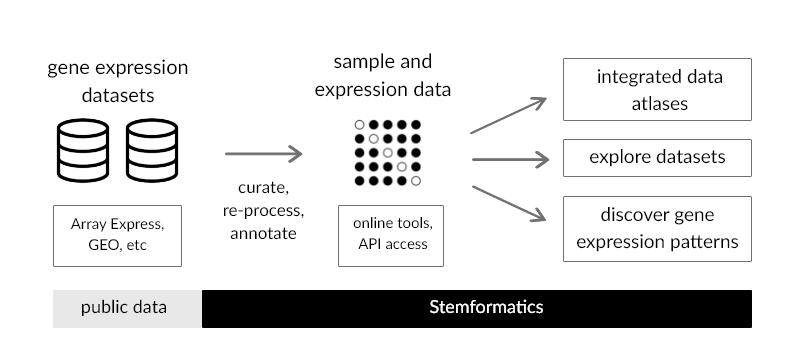 gene expression
datasets
Array Express,
GEO, etc
curate,
re-process,
annotate
sample and
expression data
online tools,
API access
integrated data
atlases
explore datasets
discover gene
expression patterns
public data
Stemformatics